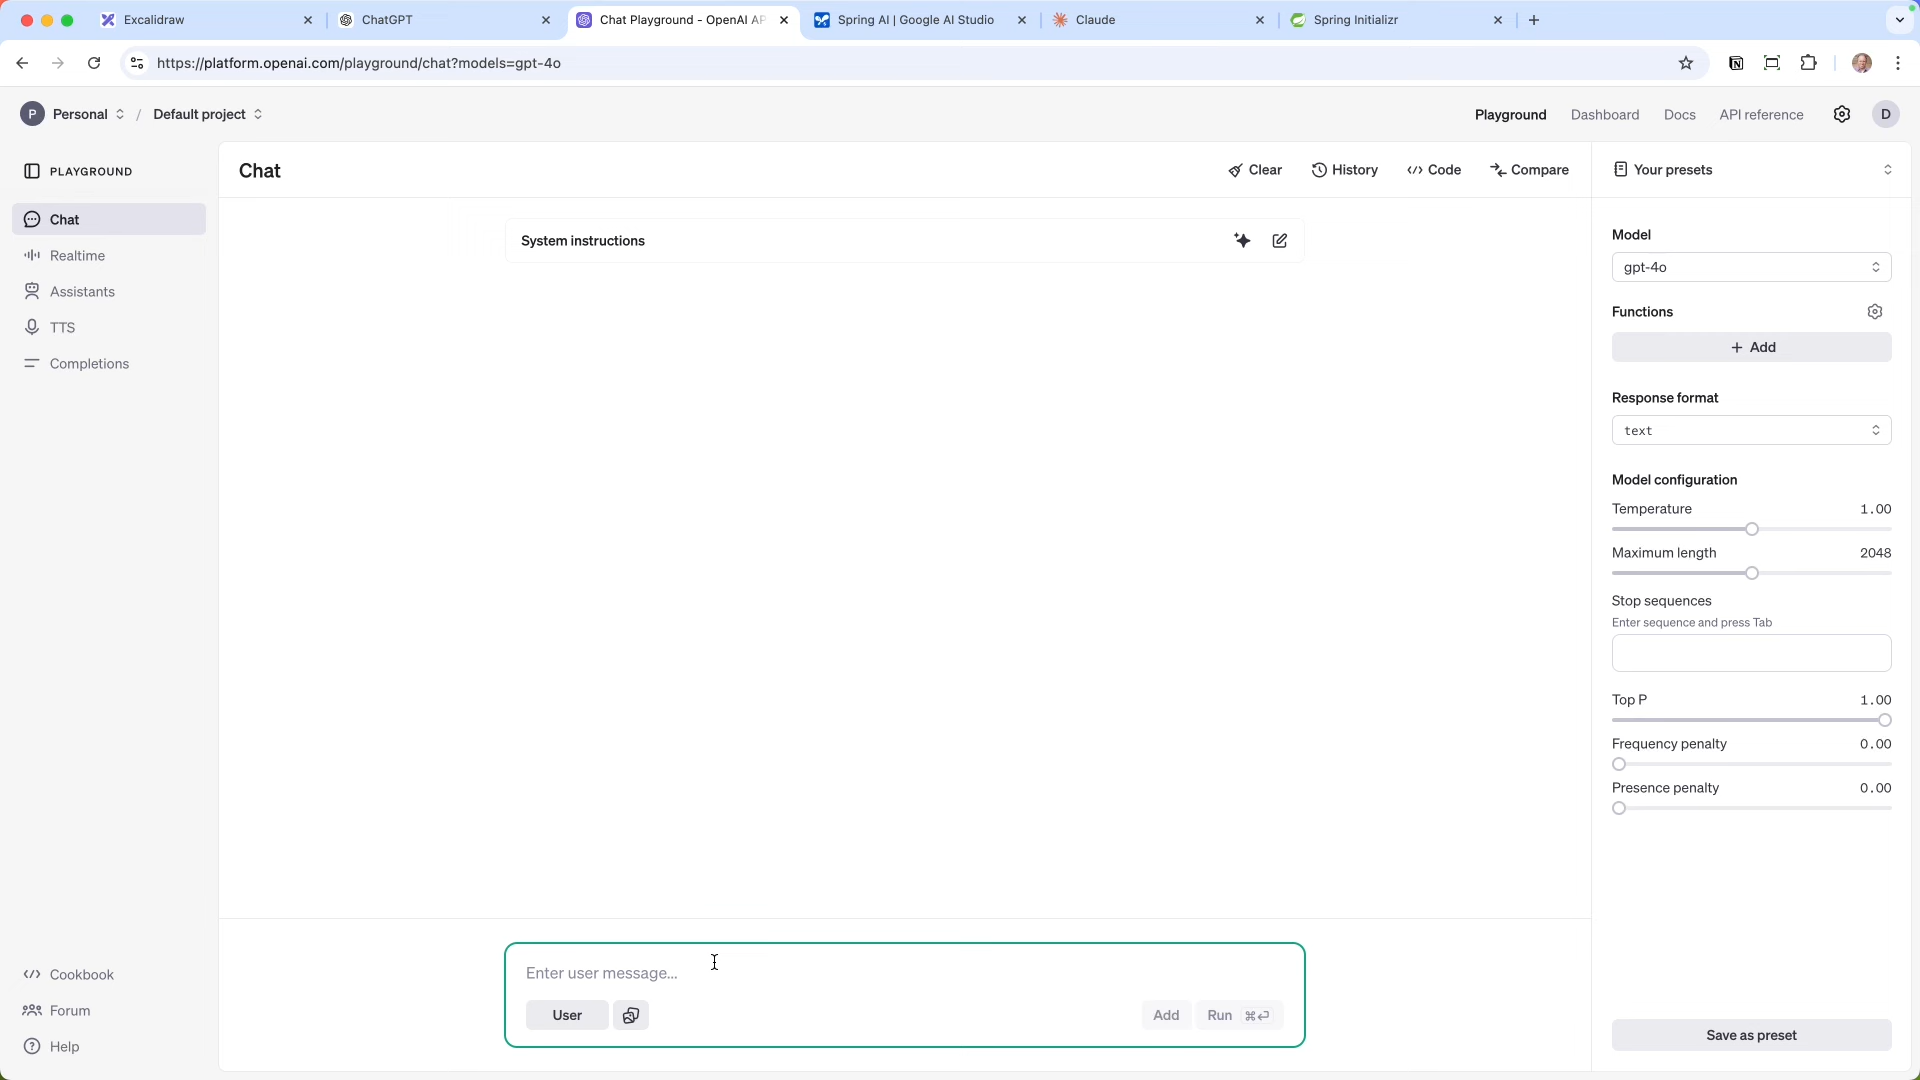 Excalidraw
ChatGPT
Chat Playground - OpenAI AP
Spring AI | Google AI Studio
Claude
Spring Initializr
https://platform.openai.com/playground/chat?models=gpt-4o
P Personal / Default project
Playground Dashboard Docs API reference D
PLAYGROUND
Chat
Realtime
Assistants
TTS
Completions
Cookbook
Forum
Help
Chat
Clear History Code Compare
System instructions
Enter user message...
User Add Run ⌘↵
Your presets
Model
gpt-4o
Functions
+ Add
Response format
text
Model configuration
Temperature 1.00
Maximum length 2048
Stop sequences
Enter sequence and press Tab
Top P 1.00
Frequency penalty 0.00
Presence penalty 0.00
Save as preset